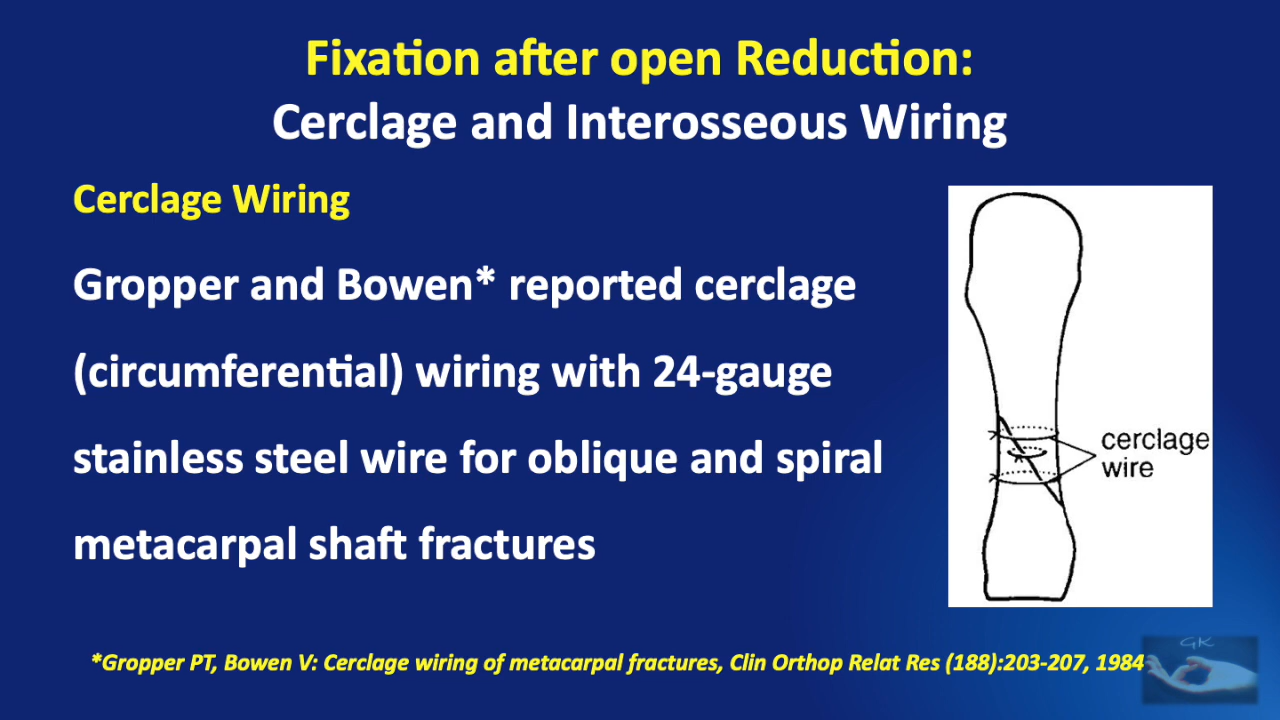 Fixation after open Reduction:
Cerclage and Interosseous Wiring
Cerclage Wiring
Gropper and Bowen* reported cerclage
(circumferential) wiring with 24-gauge
stainless steel wire for oblique and spiral
metacarpal shaft fractures
cerclage
wire
*Gropper PT, Bowen V: Cerclage wiring of metacarpal fractures, Clin Orthop Relat Res (188):203-207, 1984
GK